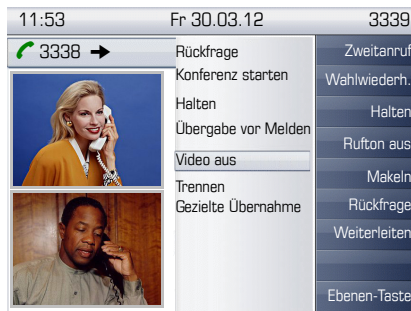 11:53 Fr 30.03.12 3339
3338 →
Rückfrage
Konferenz starten
Halten
Übergabe vor Melden
Video aus
Trennen
Gezielte Übernahme
Zweitanruf
Wahlwiederh.
Halten
Rufton aus
Makeln
Rückfrage
Weiterleiten
Ebenen-Taste